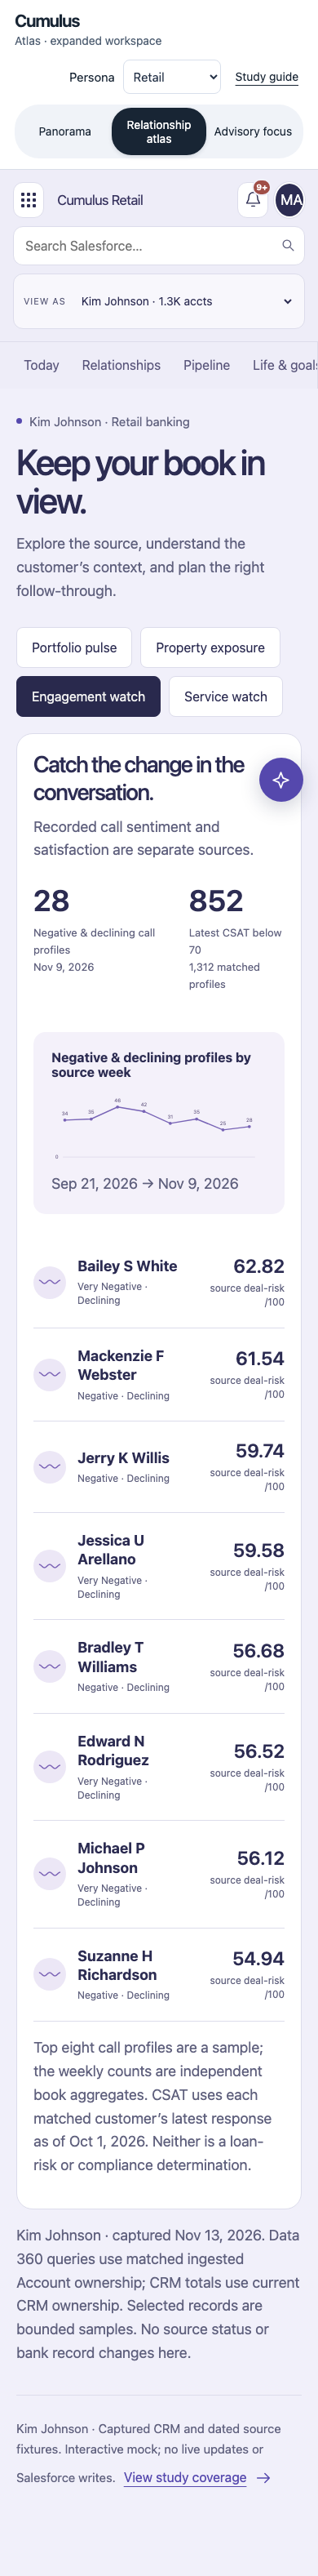 Cumulus
Atlas · expanded workspace
Persona
Retail
Study guide
Panorama
Relationship
atlas
Advisory focus
Cumulus Retail
9+
MA
Search Salesforce...
VIEW AS
Kim Johnson · 1.3K accts
Today
Relationships
Pipeline
Life & goals
Kim Johnson · Retail banking
Keep your book in
view.
Explore the source, understand the
customer’s context, and plan the right
follow-through.
Portfolio pulse
Property exposure
Engagement watch
Service watch
Catch the change in the
conversation.
Recorded call sentiment and
satisfaction are separate sources.
28
Negative & declining call
profiles
Nov 9, 2026
852
Latest CSAT below
70
1,312 matched
profiles
Negative & declining profiles by
source week
34
35
46
42
31
35
25
28
0
Sep 21, 2026 → Nov 9, 2026
Bailey S White
Very Negative ·
Declining
62.82
source deal-risk
/100
Mackenzie F
Webster
Negative · Declining
61.54
source deal-risk
/100
Jerry K Willis
Negative · Declining
59.74
source deal-risk
/100
Jessica U
Arellano
Very Negative ·
Declining
59.58
source deal-risk
/100
Bradley T
Williams
Negative · Declining
56.68
source deal-risk
/100
Edward N
Rodriguez
Very Negative ·
Declining
56.52
source deal-risk
/100
Michael P
Johnson
Very Negative ·
Declining
56.12
source deal-risk
/100
Suzanne H
Richardson
Negative · Declining
54.94
source deal-risk
/100
Top eight call profiles are a sample;
the weekly counts are independent
book aggregates. CSAT uses each
matched customer’s latest response
as of Oct 1, 2026. Neither is a loan-
risk or compliance determination.
Kim Johnson · captured Nov 13, 2026. Data
360 queries use matched ingested
Account ownership; CRM totals use current
CRM ownership. Selected records are
bounded samples. No source status or
bank record changes here.
Kim Johnson · Captured CRM and dated source
fixtures. Interactive mock; no live updates or
Salesforce writes. View study coverage →